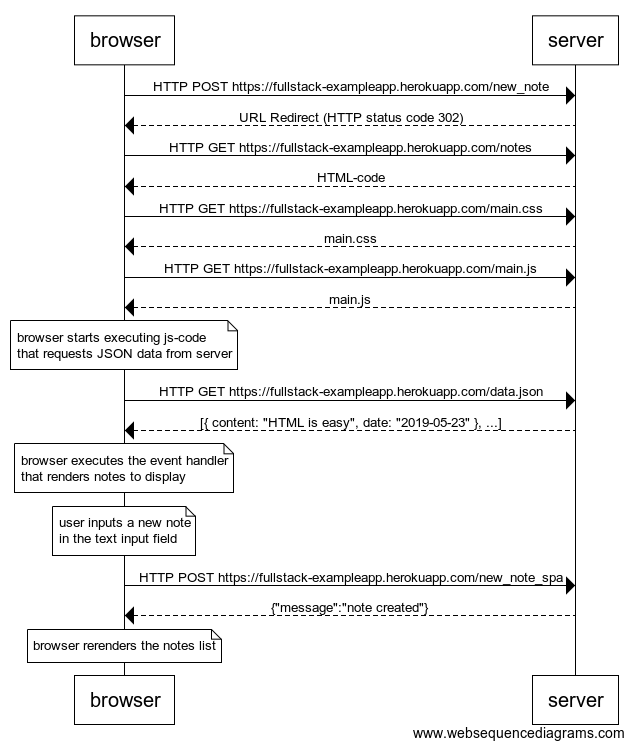 browser
server
HTTP POST https://fullstack-exampleapp.herokuapp.com/new_note
URL Redirect (HTTP status code 302)
HTTP GET https://fullstack-exampleapp.herokuapp.com/notes
HTML-code
HTTP GET https://fullstack-exampleapp.herokuapp.com/main.css
main.css
HTTP GET https://fullstack-exampleapp.herokuapp.com/main.js
main.js
browser starts executing js-code
that requests JSON data from server
HTTP GET https://fullstack-exampleapp.herokuapp.com/data.json
[{ content: "HTML is easy", date: "2019-05-23" }, ...]
browser executes the event handler
that renders notes to display
user inputs a new note
in the text input field
HTTP POST https://fullstack-exampleapp.herokuapp.com/new_note_spa
{"message":"note created"}
browser rerenders the notes list
browser
server
www.websequencediagrams.com